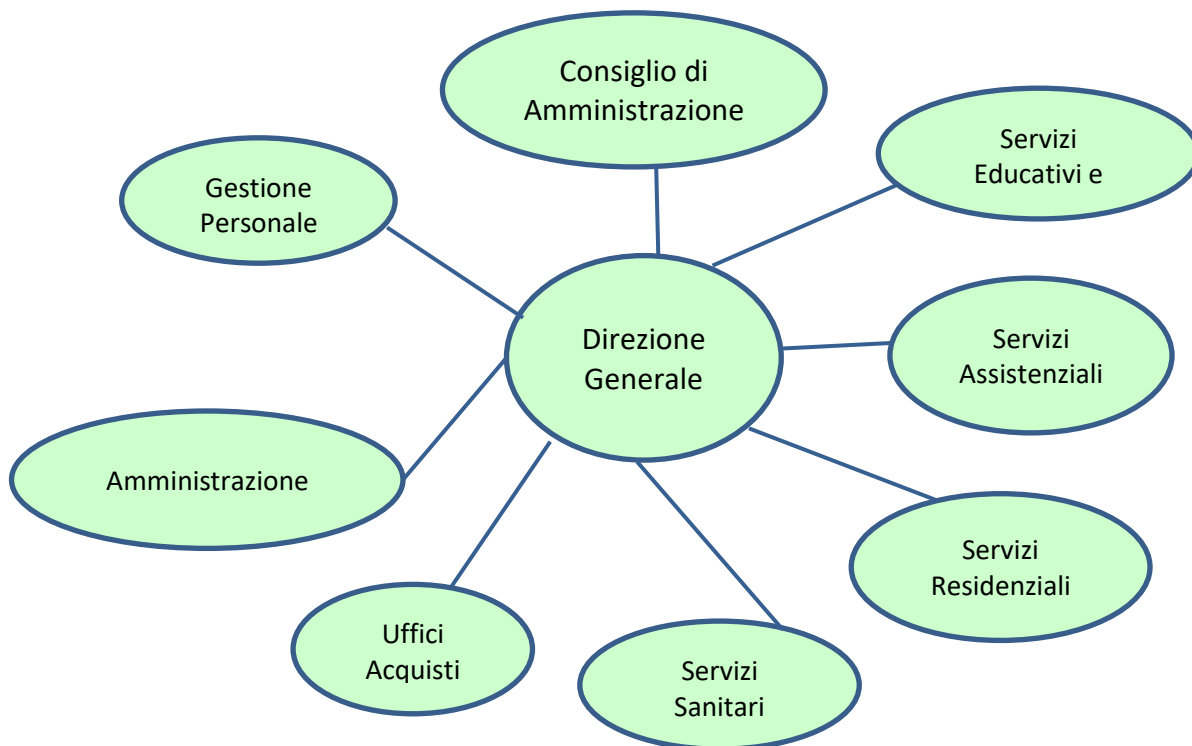 Consiglio di
Amministrazione
Servizi
Educativi e
Gestione
Personale
Direzione
Generale
Servizi
Assistenziali
Amministrazione
Servizi
Residenziali
Uffici
Acquisti
Servizi
Sanitari